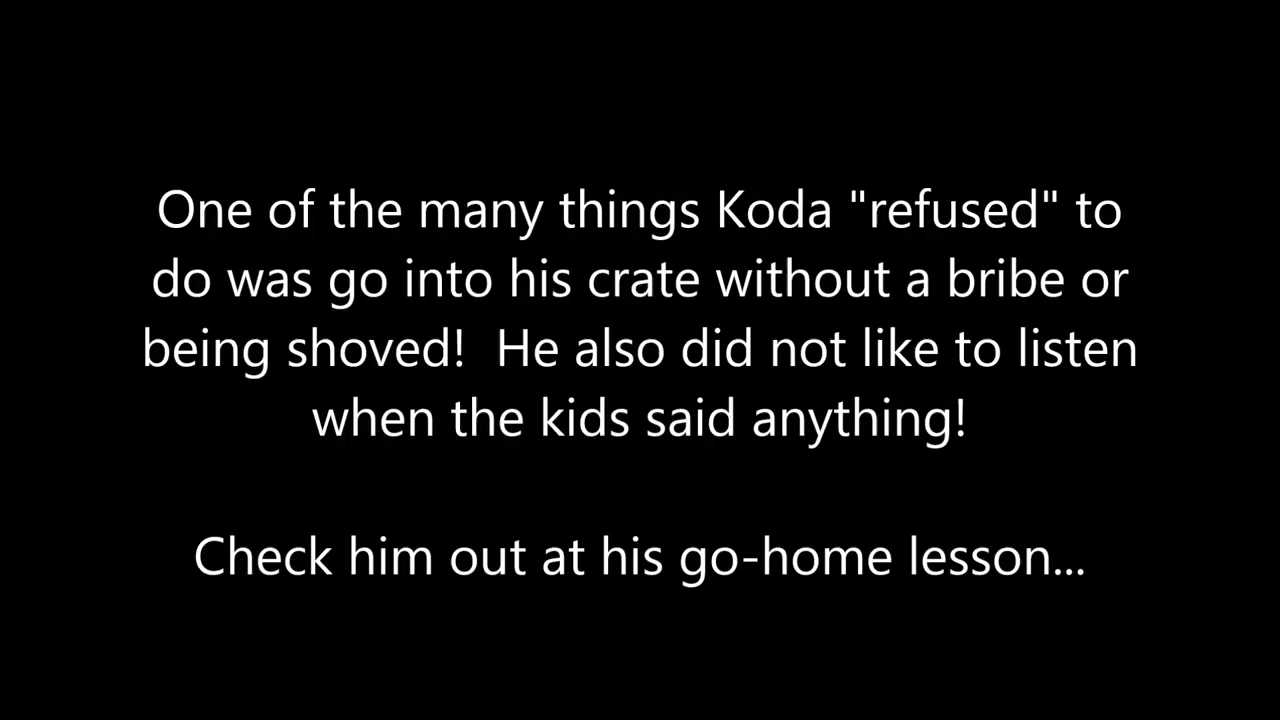 One of the many things Koda "refused" to
do was go into his crate without a bribe or
being shoved!  He also did not like to listen
when the kids said anything!
Check him out at his go-home lesson...